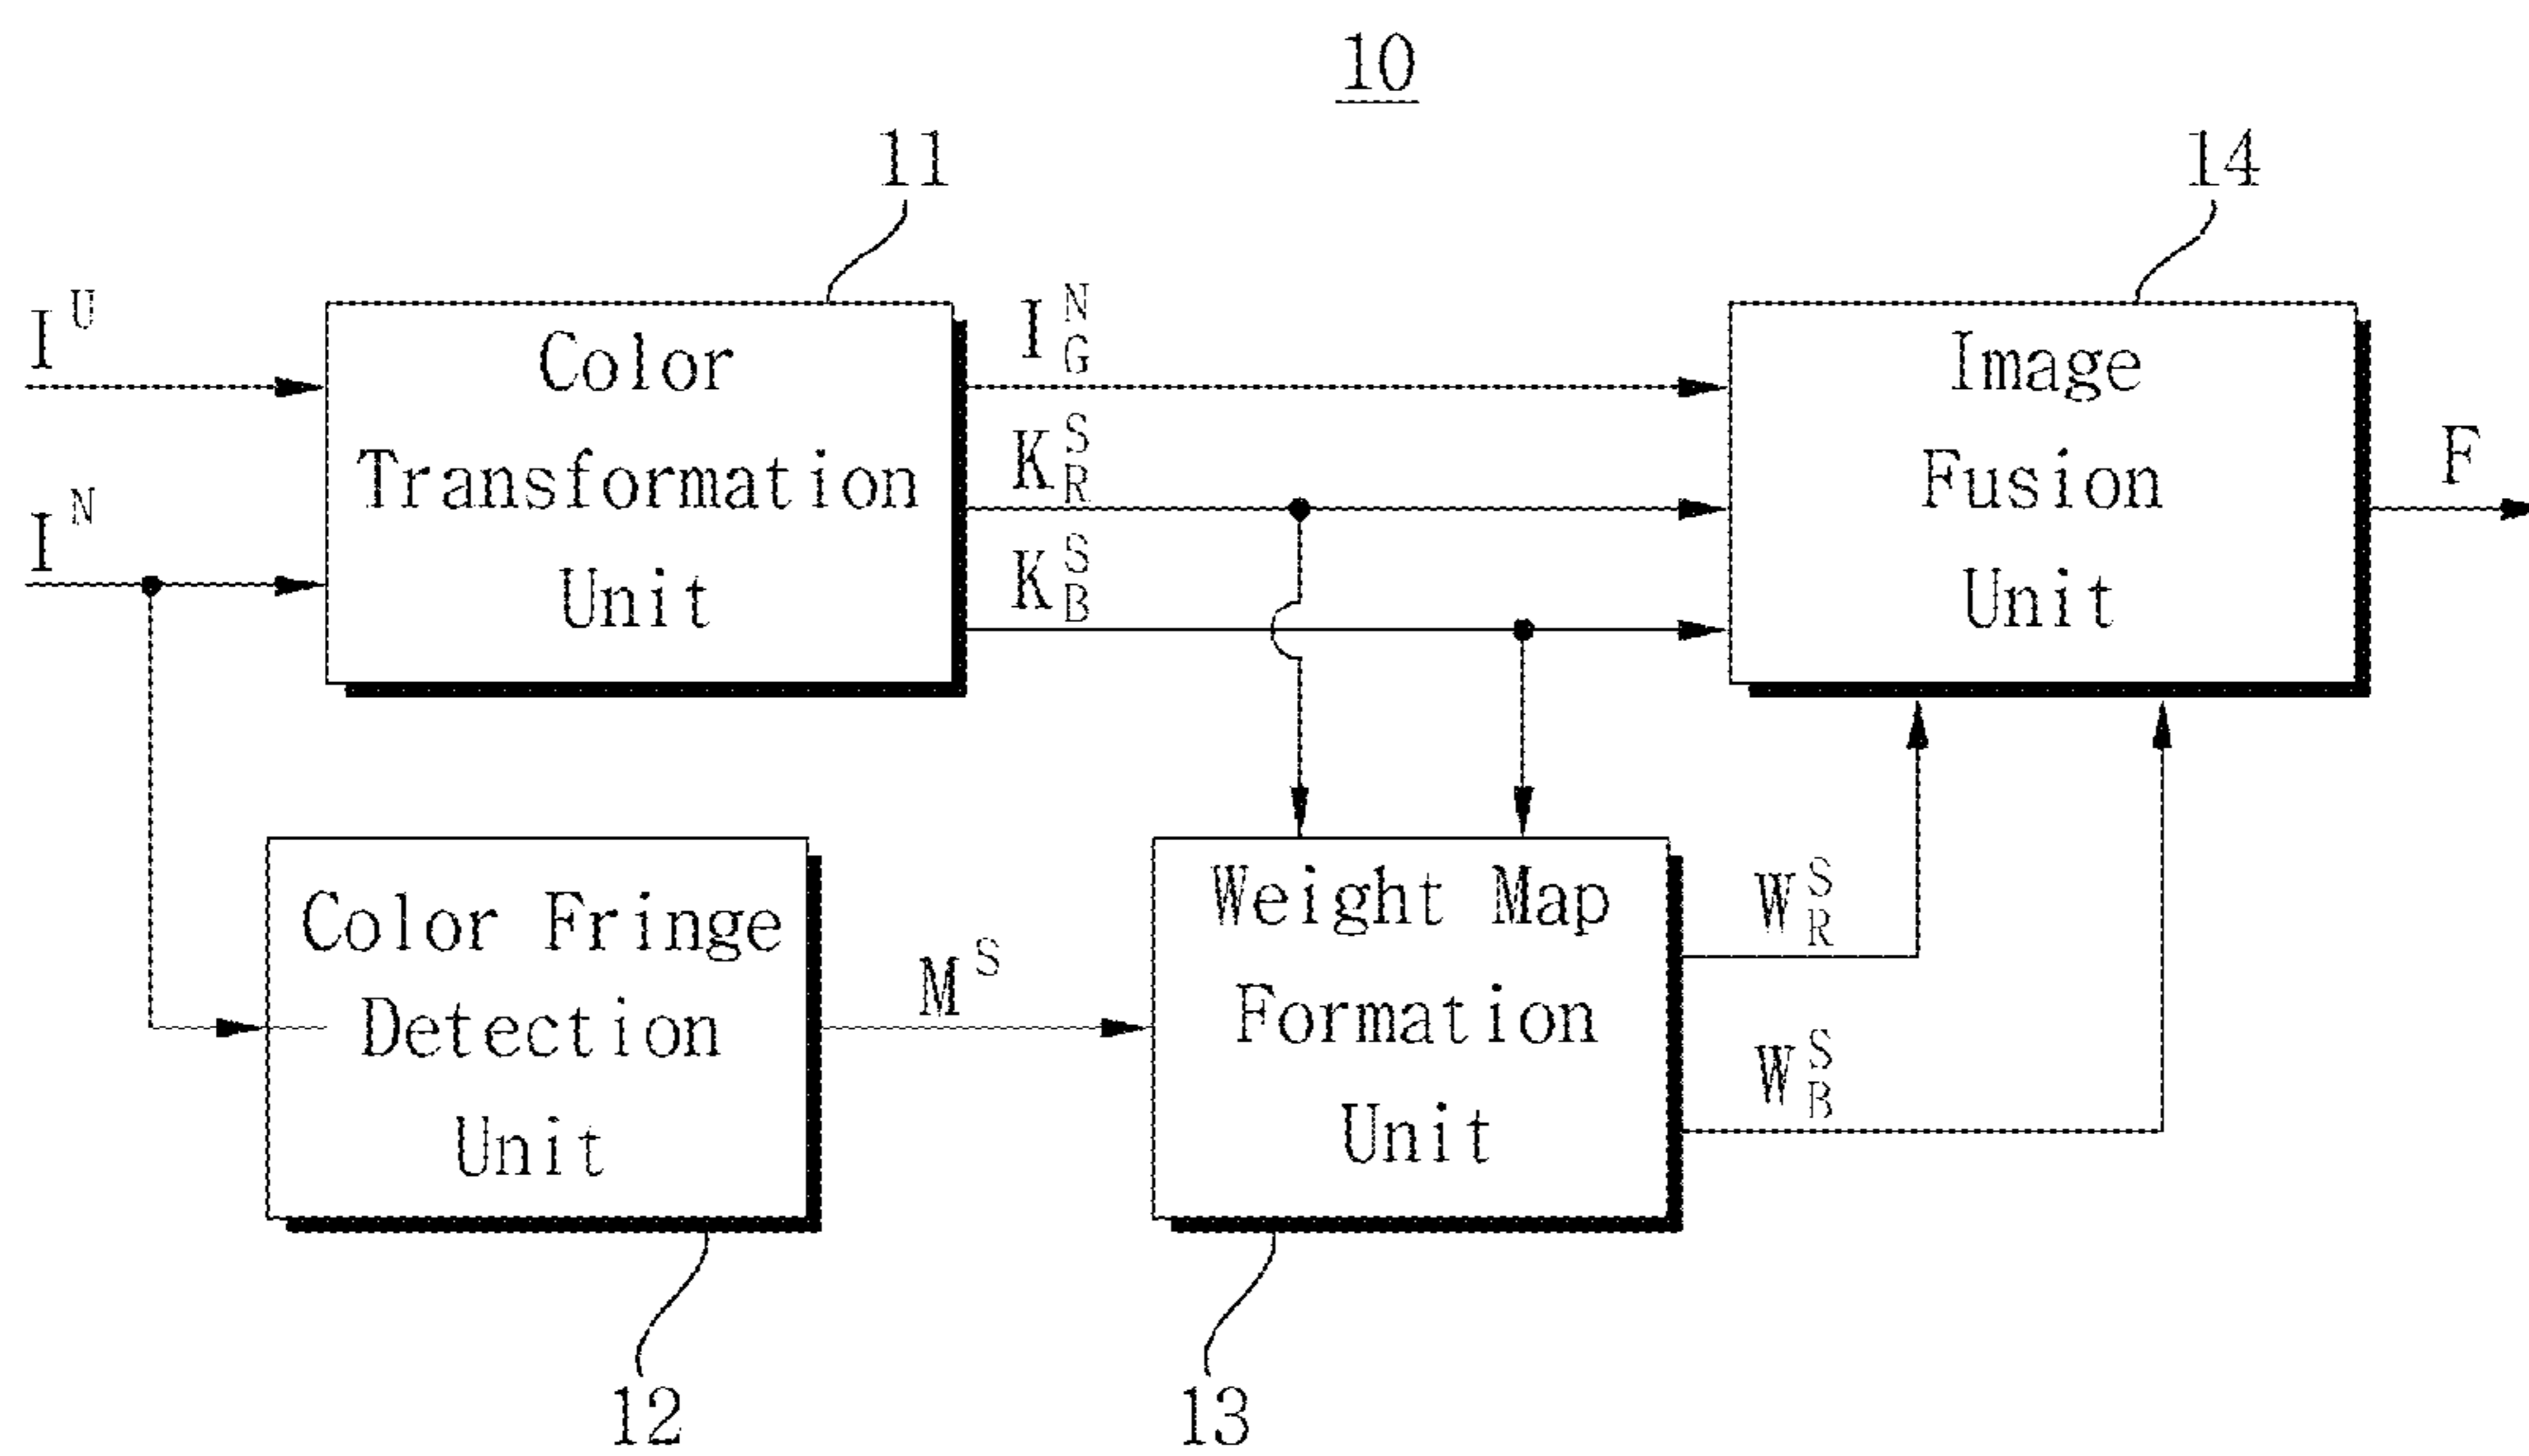 10
11
14
I^U
I^N
Color
Transformation
Unit
I^N_G
K^S_R
K^S_B
Image
Fusion
Unit
F
Color Fringe
Detection
Unit
M^S
Weight Map
Formation
Unit
W^S_R
W^S_B
12
13